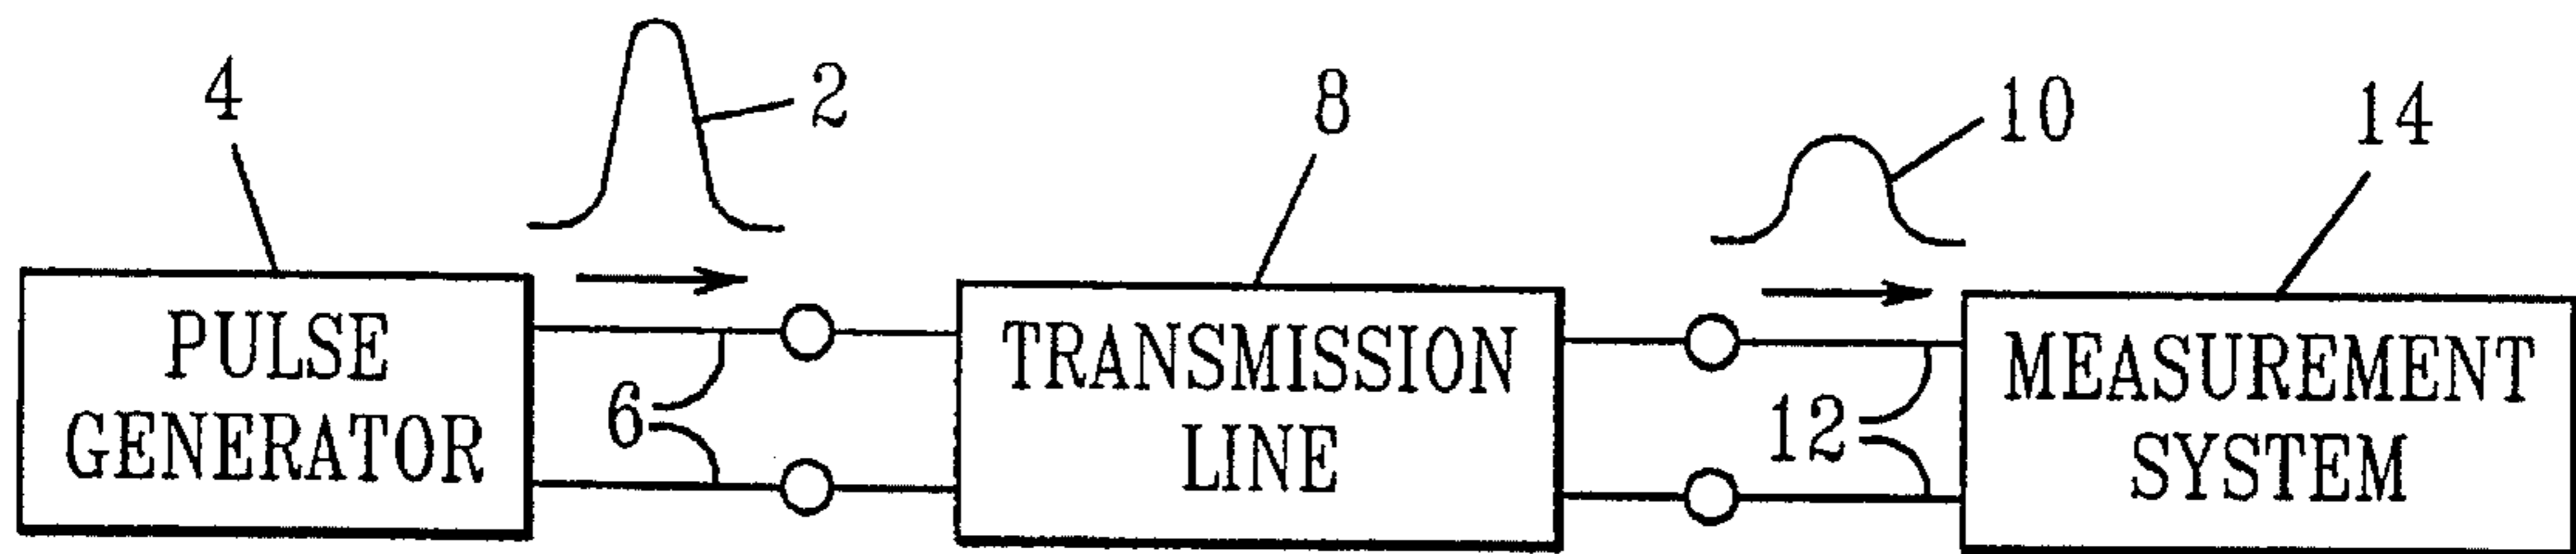 4
2
8
10
14
PULSE
GENERATOR
6
TRANSMISSION
LINE
12
MEASUREMENT
SYSTEM